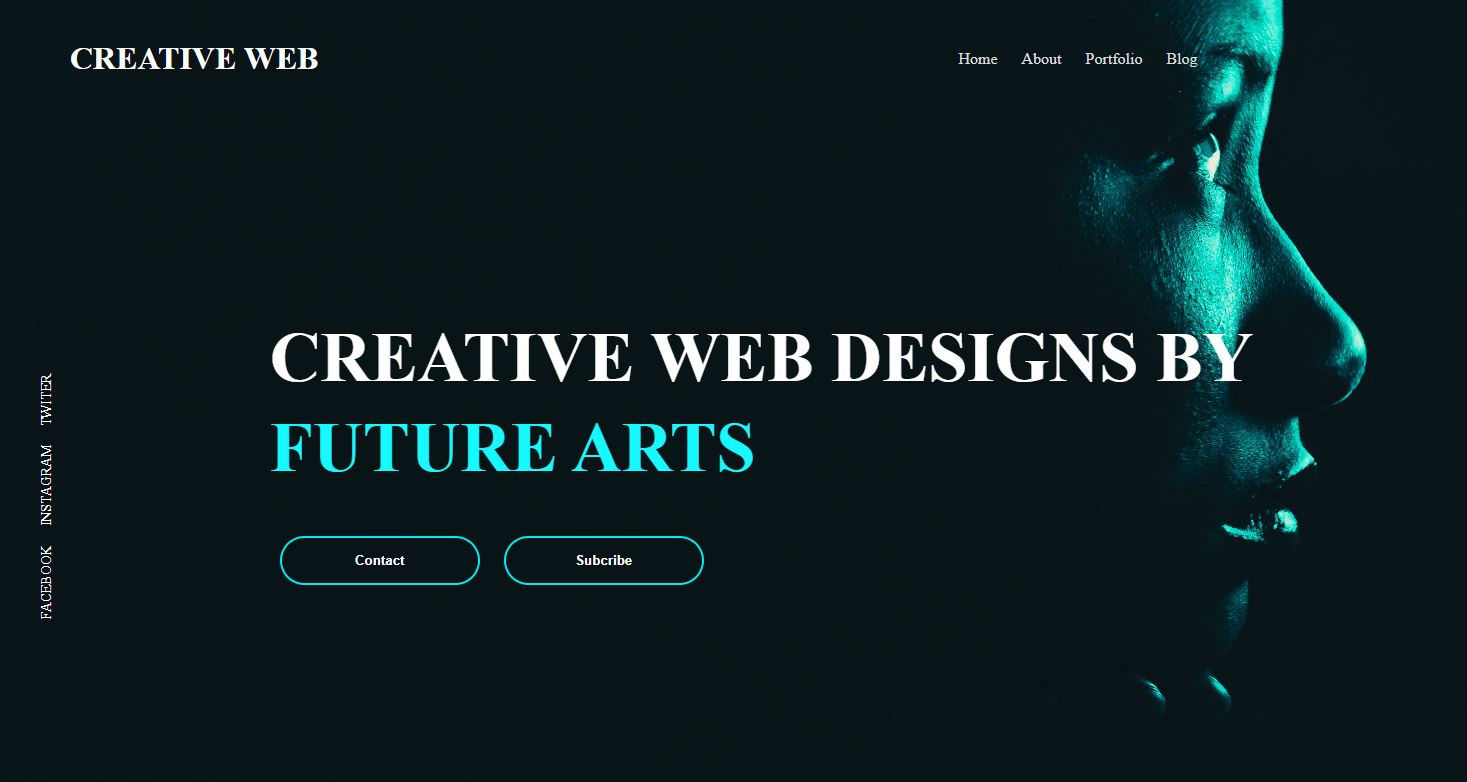 CREATIVE WEB
Home About Portfolio Blog
CREATIVE WEB DESIGNS BY
FUTURE ARTS
Contact Subcribe
FACEBOOK INSTAGRAM TWITER